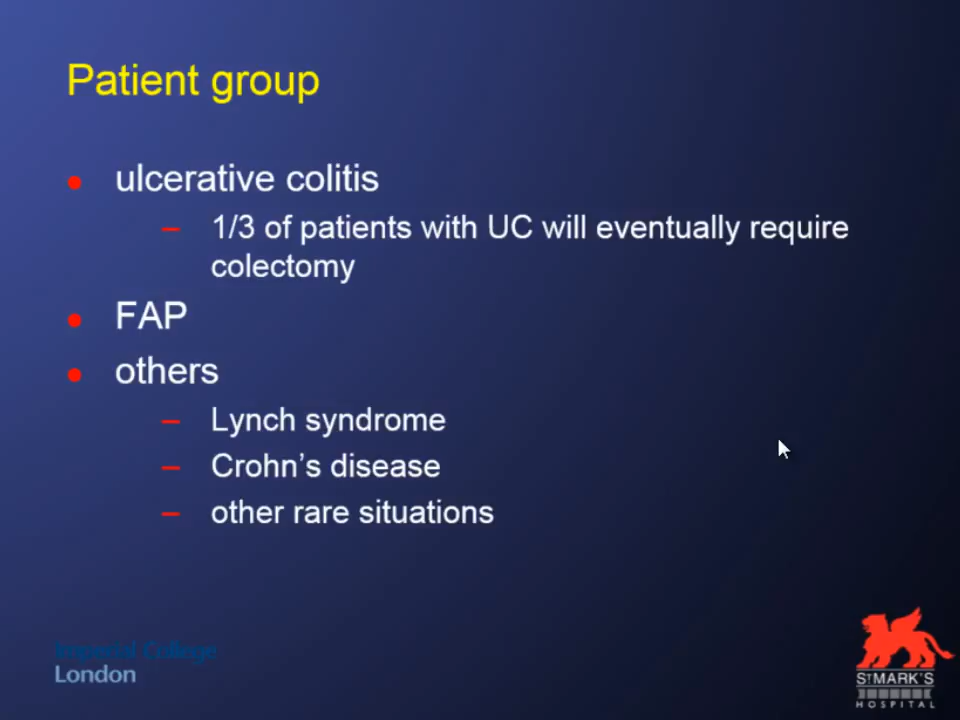 Patient group
● ulcerative colitis
– 1/3 of patients with UC will eventually require
colectomy
● FAP
● others
– Lynch syndrome
– Crohn’s disease
– other rare situations
Imperial College
London
ST MARK'S
HOSPITAL